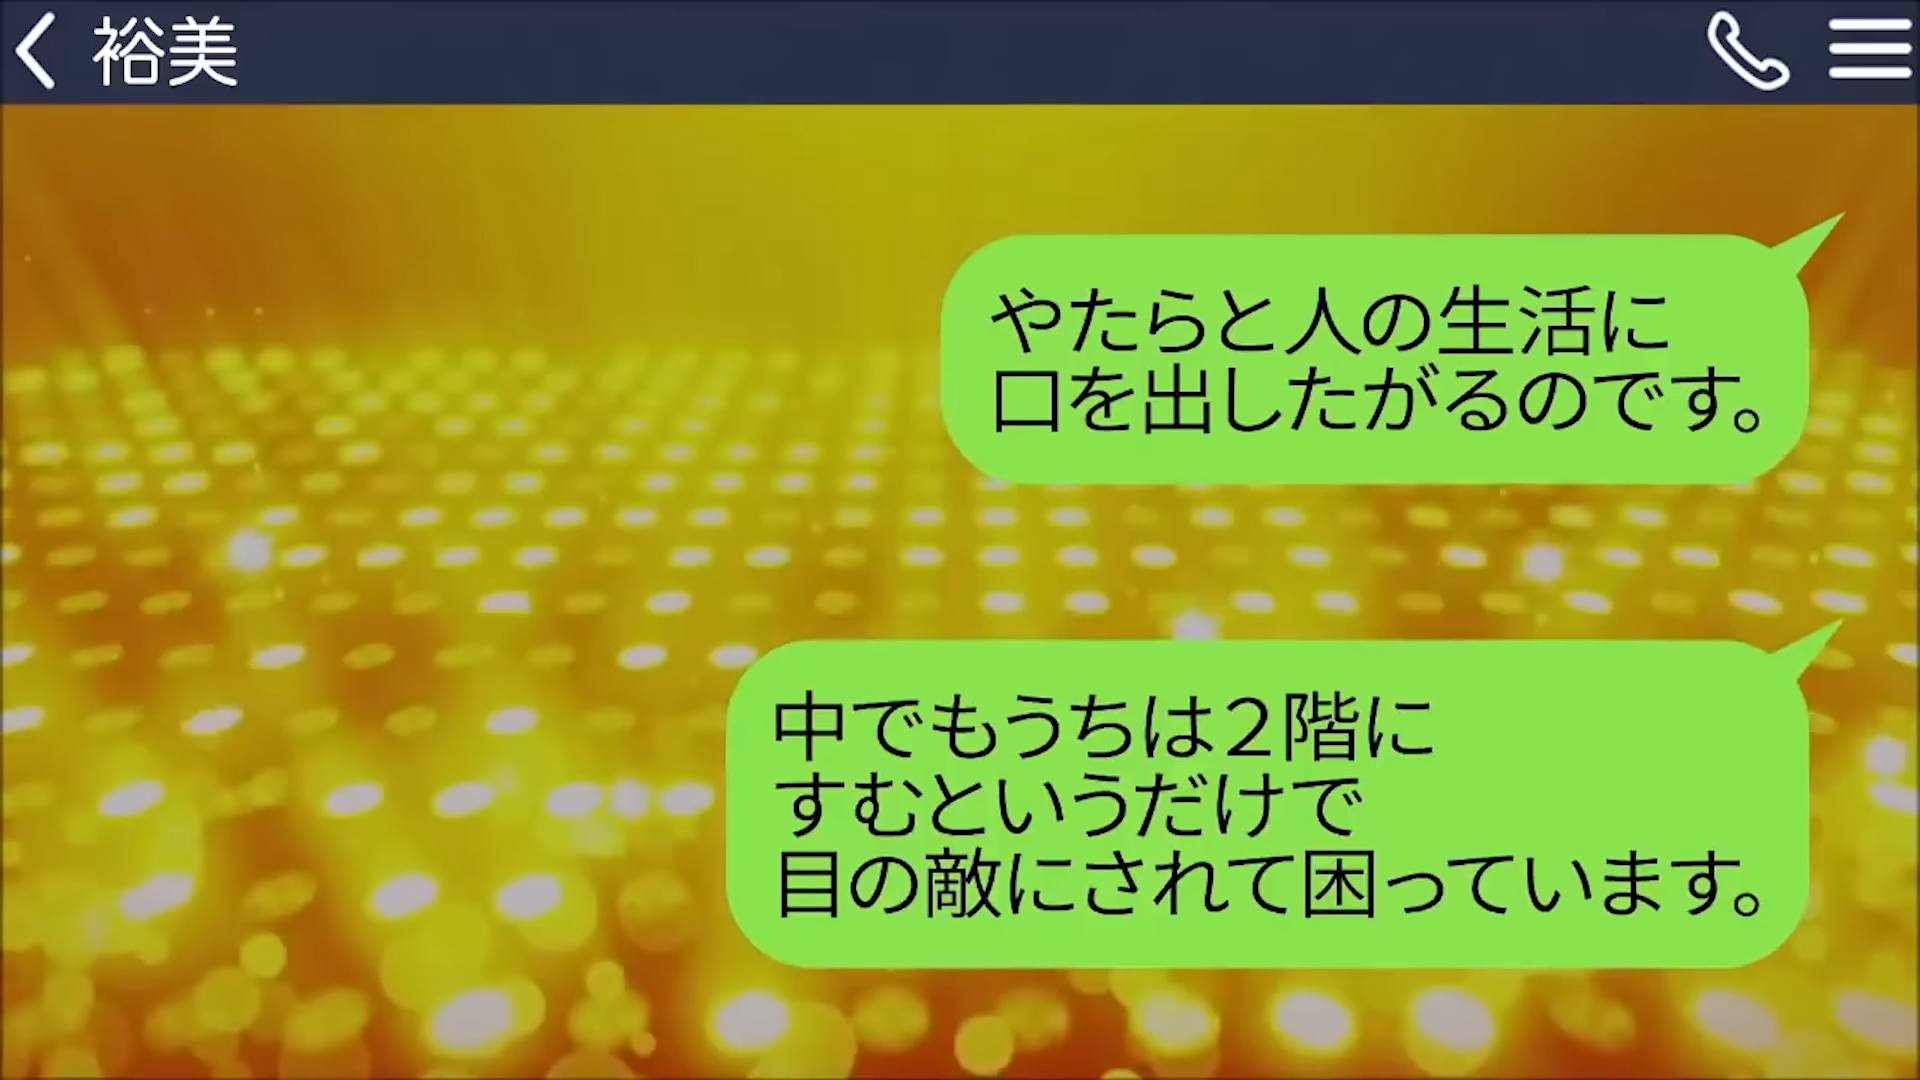 裕美
やたらと人の生活に
口を出したがるのです。
中でもうちは２階に
すむというだけで
目の敵にされて困っています。